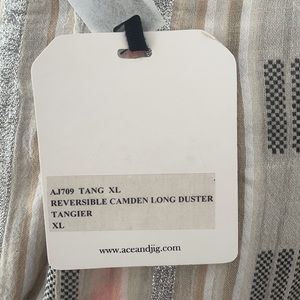 AJ709 TANG XL
REVERSIBLE CAMDEN LONG DUSTER
TANGIER
XL
www.aceandjig.com